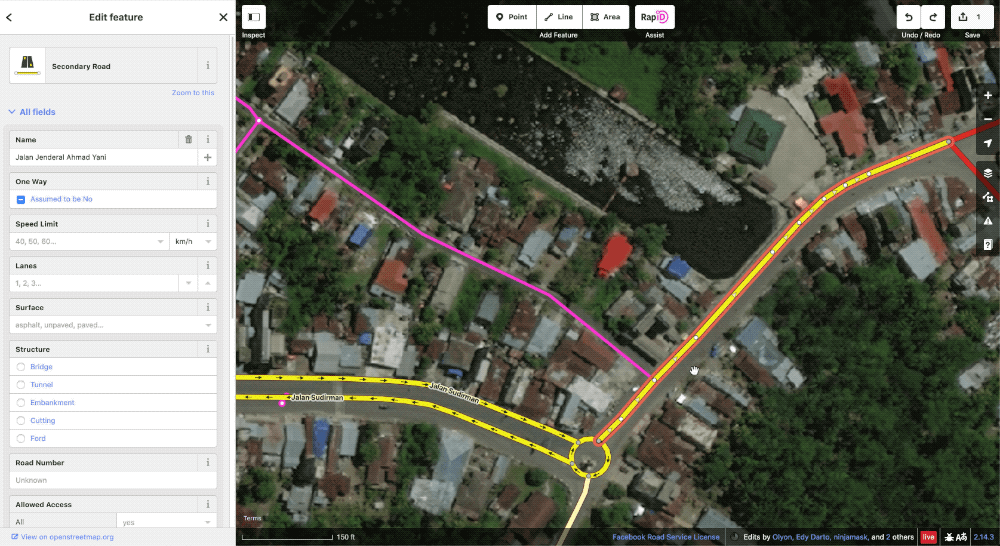 Edit feature
Secondary Road
Zoom to this
All fields
Name
Jalan Jenderal Ahmad Yani
One Way
Assumed to be No
Speed Limit
40, 50, 60...
km/h
Lanes
1, 2, 3...
Surface
asphalt, unpaved, paved...
Structure
Bridge
Tunnel
Embankment
Cutting
Ford
Road Number
Unknown
Allowed Access
All
yes
View on openstreetmap.org
Inspect
Point
Line
Area
Add Feature
RapiD
Assist
Undo / Redo
1
Save
Jalan Sudirman
Jalan Sudirman
Terms
150 ft
Facebook Road Service License
Edits by Olyon, Edy Darto, ninjamask, and 2 others
live
2.14.3